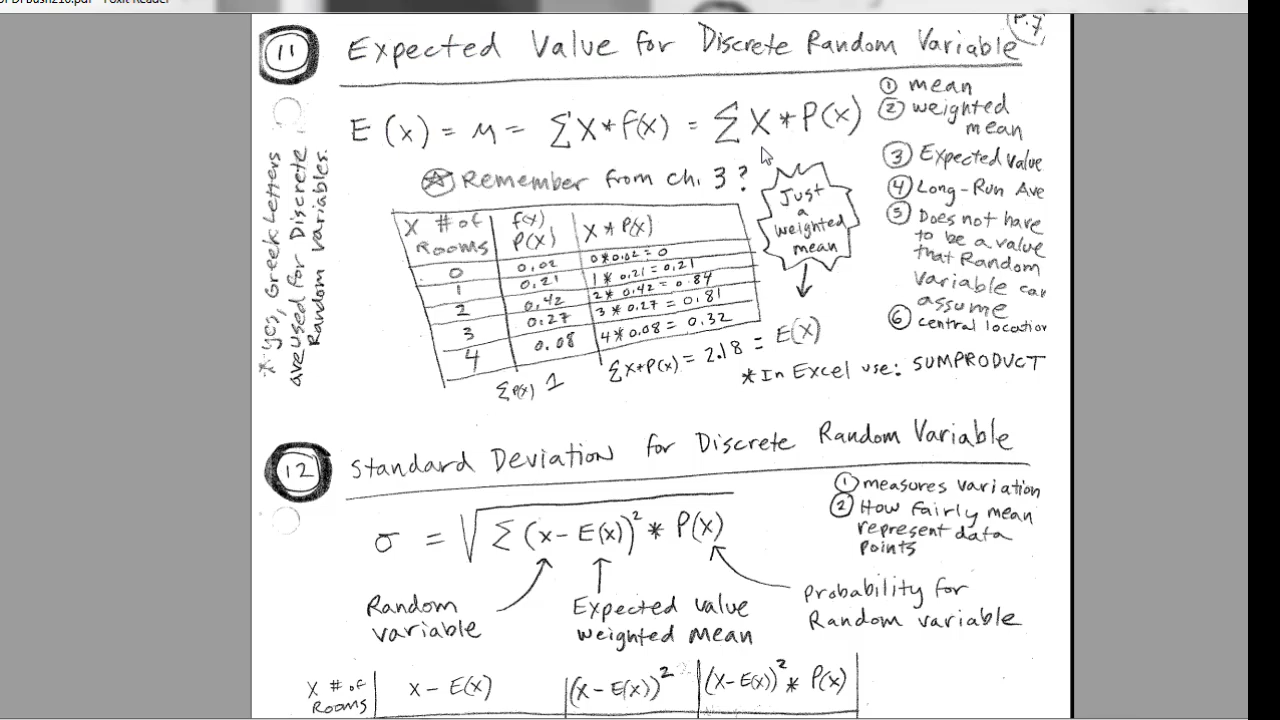 P.7
11 Expected Value for Discrete Random Variable
E(x) = μ = ΣX*f(x) = ΣX*P(x)
① mean
② weighted
mean
③ Expected Value
④ Long-Run Ave
⑤ Does not have
to be a value
that Random
Variable can
assume
⑥ central location
* Yes, Greek Letters
are used for Discrete
Random Variables.
☆ Remember from ch. 3?
Just
a
weighted
mean
X # of Rooms | f(x) P(x) | X * P(x)
0 | 0.02 | 0*0.02 = 0
1 | 0.21 | 1*0.21 = 0.21
2 | 0.42 | 2*0.42 = 0.84
3 | 0.27 | 3*0.27 = 0.81
4 | 0.08 | 4*0.08 = 0.32
ΣP(x) 1
ΣX*P(x) = 2.18 = E(x)
*In Excel use: SUMPRODUCT
12 Standard Deviation for Discrete Random Variable
① measures variation
② How fairly mean
represent data
points
σ = √Σ(x-E(x))² * P(x)
Random
variable
Expected value
weighted mean
Probability for
Random variable
X # of Rooms | X - E(x) | (X-E(x))² | (X-E(x))² * P(x)